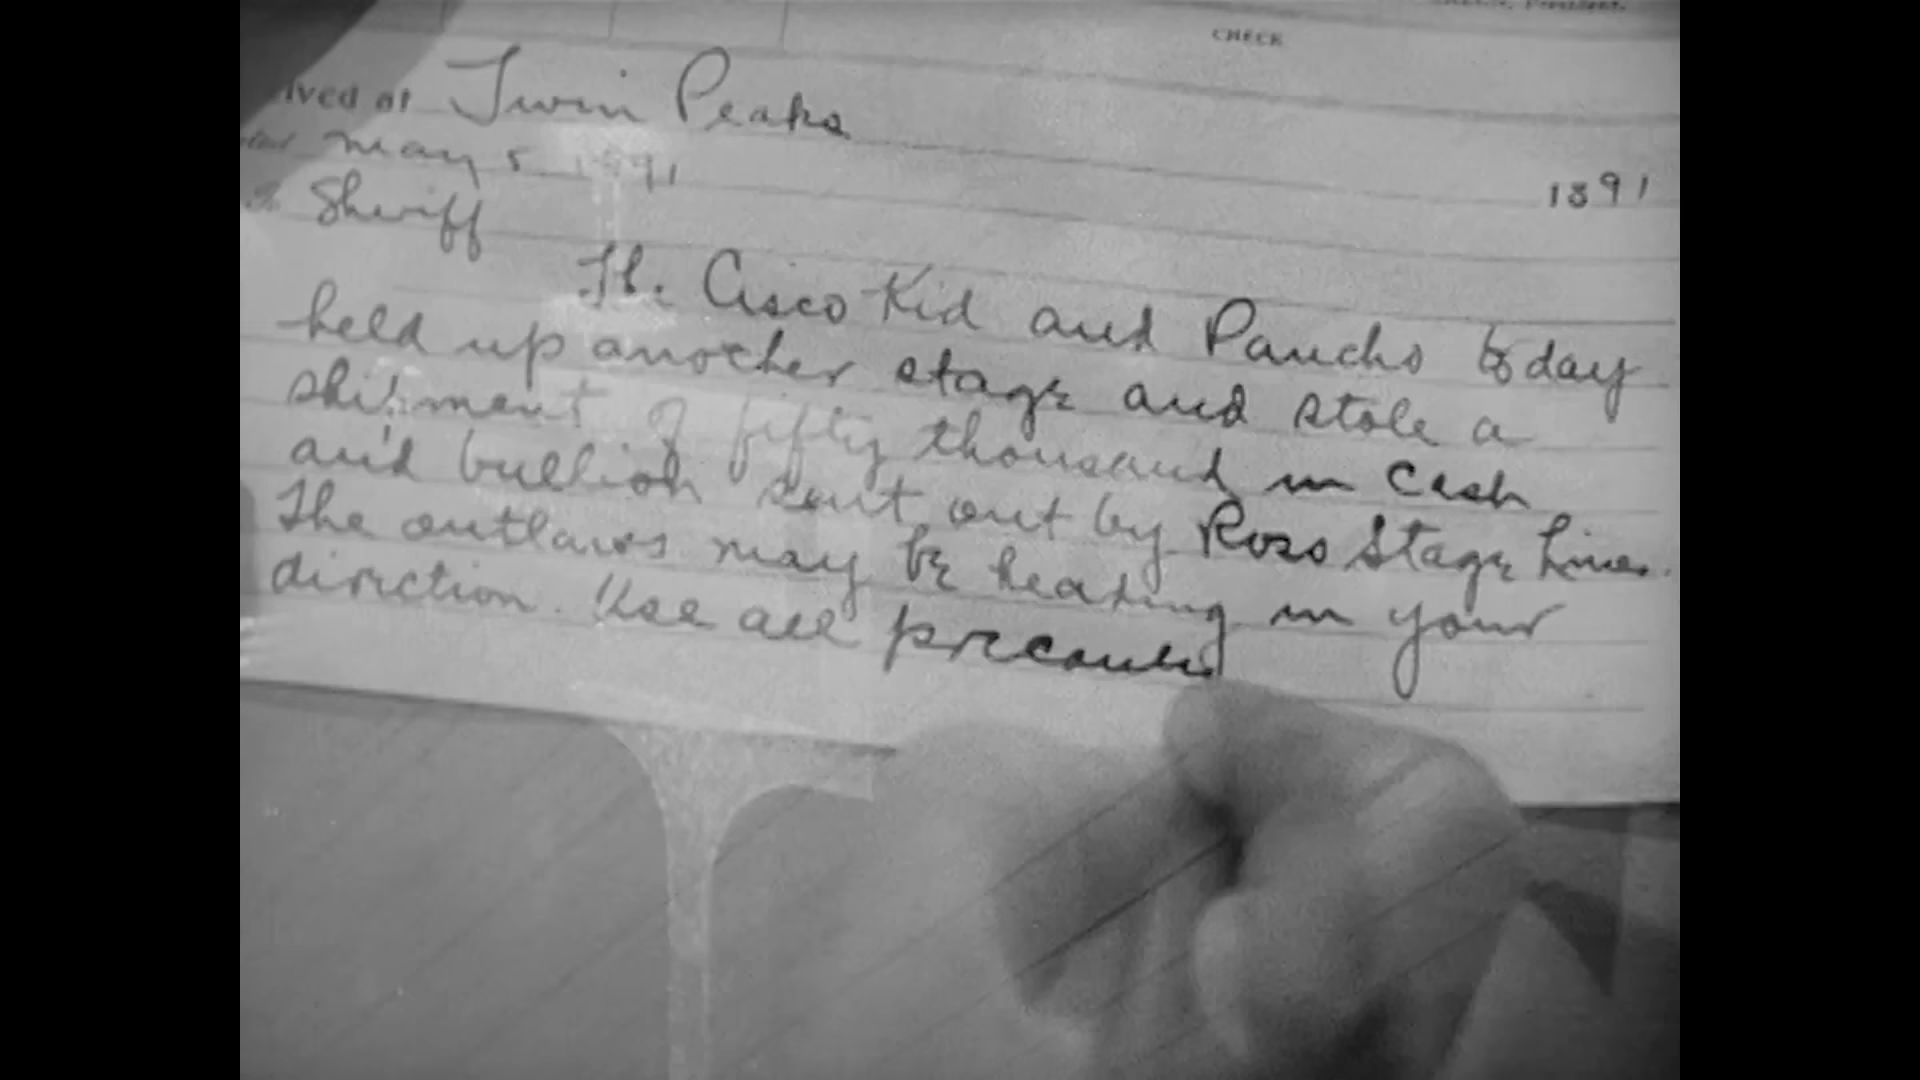 CHECK
ived at Twin Peaks
May 5 1891
1891
Sheriff
The Cisco Kid and Pancho today
held up another stage and stole a
shipment of fifty thousand in cash
and bullion sent out by Ross Stage Lines.
The outlaws may be heading in your
direction. Use all precauti